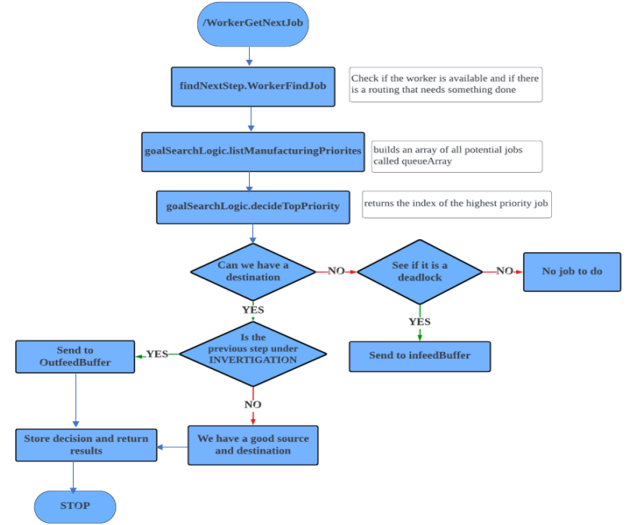 /WorkerGetNextJob
findNextStep.WorkerFindJob
Check if the worker is available and if there
is a routing that needs something done
goalSearchLogic.listManufacturingPriorites
builds an array of all potential jobs
called queueArray
goalSearchLogic.decideTopPriority
returns the index of the highest priority job
Can we have a
destination
NO
See if it is a
deadlock
NO
No job to do
YES
YES
Send to infeedBuffer
Is the
previous step under
INVERTIGATION
YES
Send to
OutfeedBuffer
NO
We have a good source
and destination
Store decision and return
results
STOP